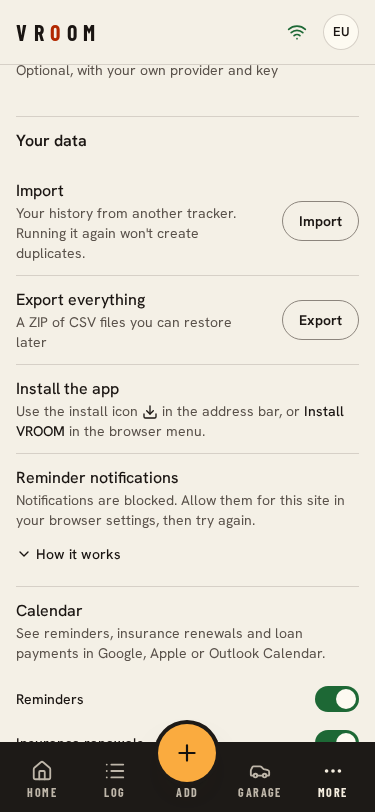 VROOM
EU
Optional, with your own provider and key
Your data
Import
Your history from another tracker.
Running it again won't create
duplicates.
Import
Export everything
A ZIP of CSV files you can restore
later
Export
Install the app
Use the install icon in the address bar, or Install
VROOM in the browser menu.
Reminder notifications
Notifications are blocked. Allow them for this site in
your browser settings, then try again.
How it works
Calendar
See reminders, insurance renewals and loan
payments in Google, Apple or Outlook Calendar.
Reminders
Insurance renewals
HOME
LOG
ADD
GARAGE
MORE